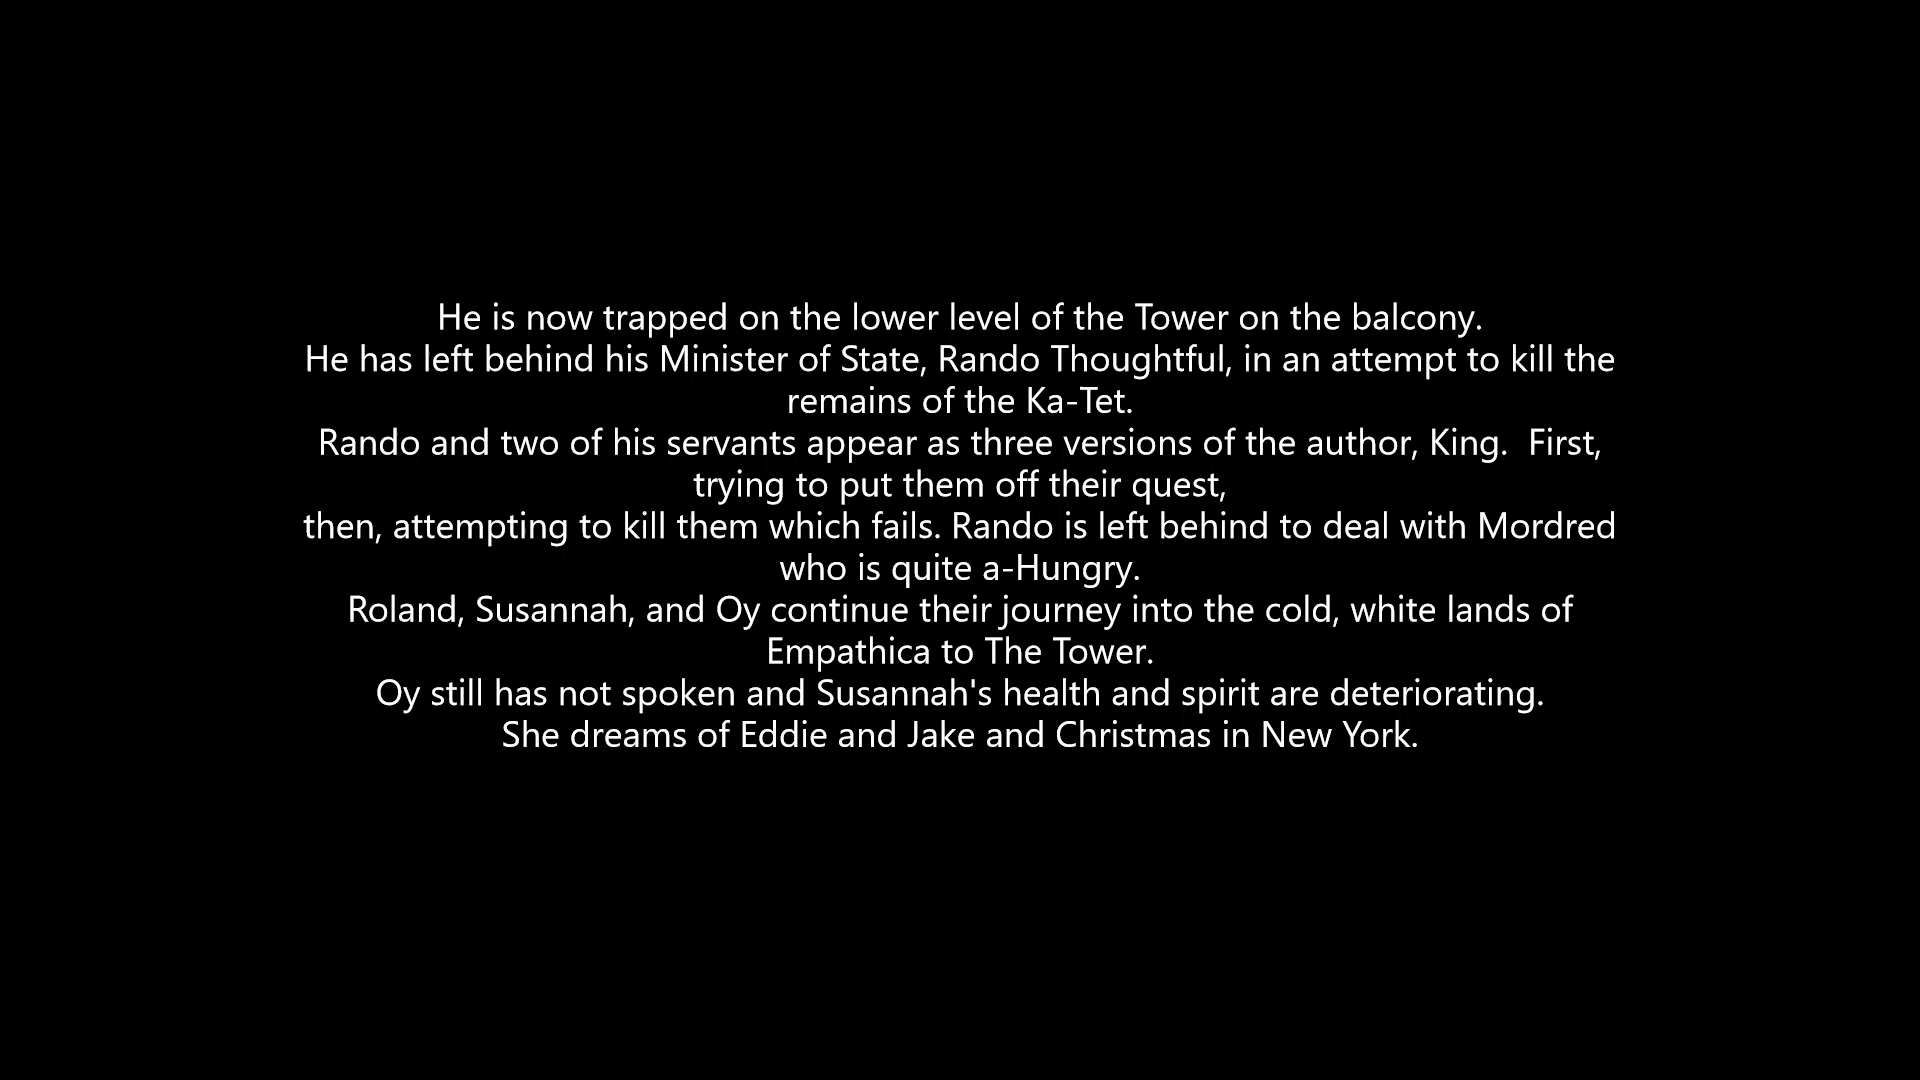 He is now trapped on the lower level of the Tower on the balcony.
He has left behind his Minister of State, Rando Thoughtful, in an attempt to kill the
remains of the Ka-Tet.
Rando and two of his servants appear as three versions of the author, King.  First,
trying to put them off their quest,
then, attempting to kill them which fails. Rando is left behind to deal with Mordred
who is quite a-Hungry.
Roland, Susannah, and Oy continue their journey into the cold, white lands of
Empathica to The Tower.
Oy still has not spoken and Susannah's health and spirit are deteriorating.
She dreams of Eddie and Jake and Christmas in New York.